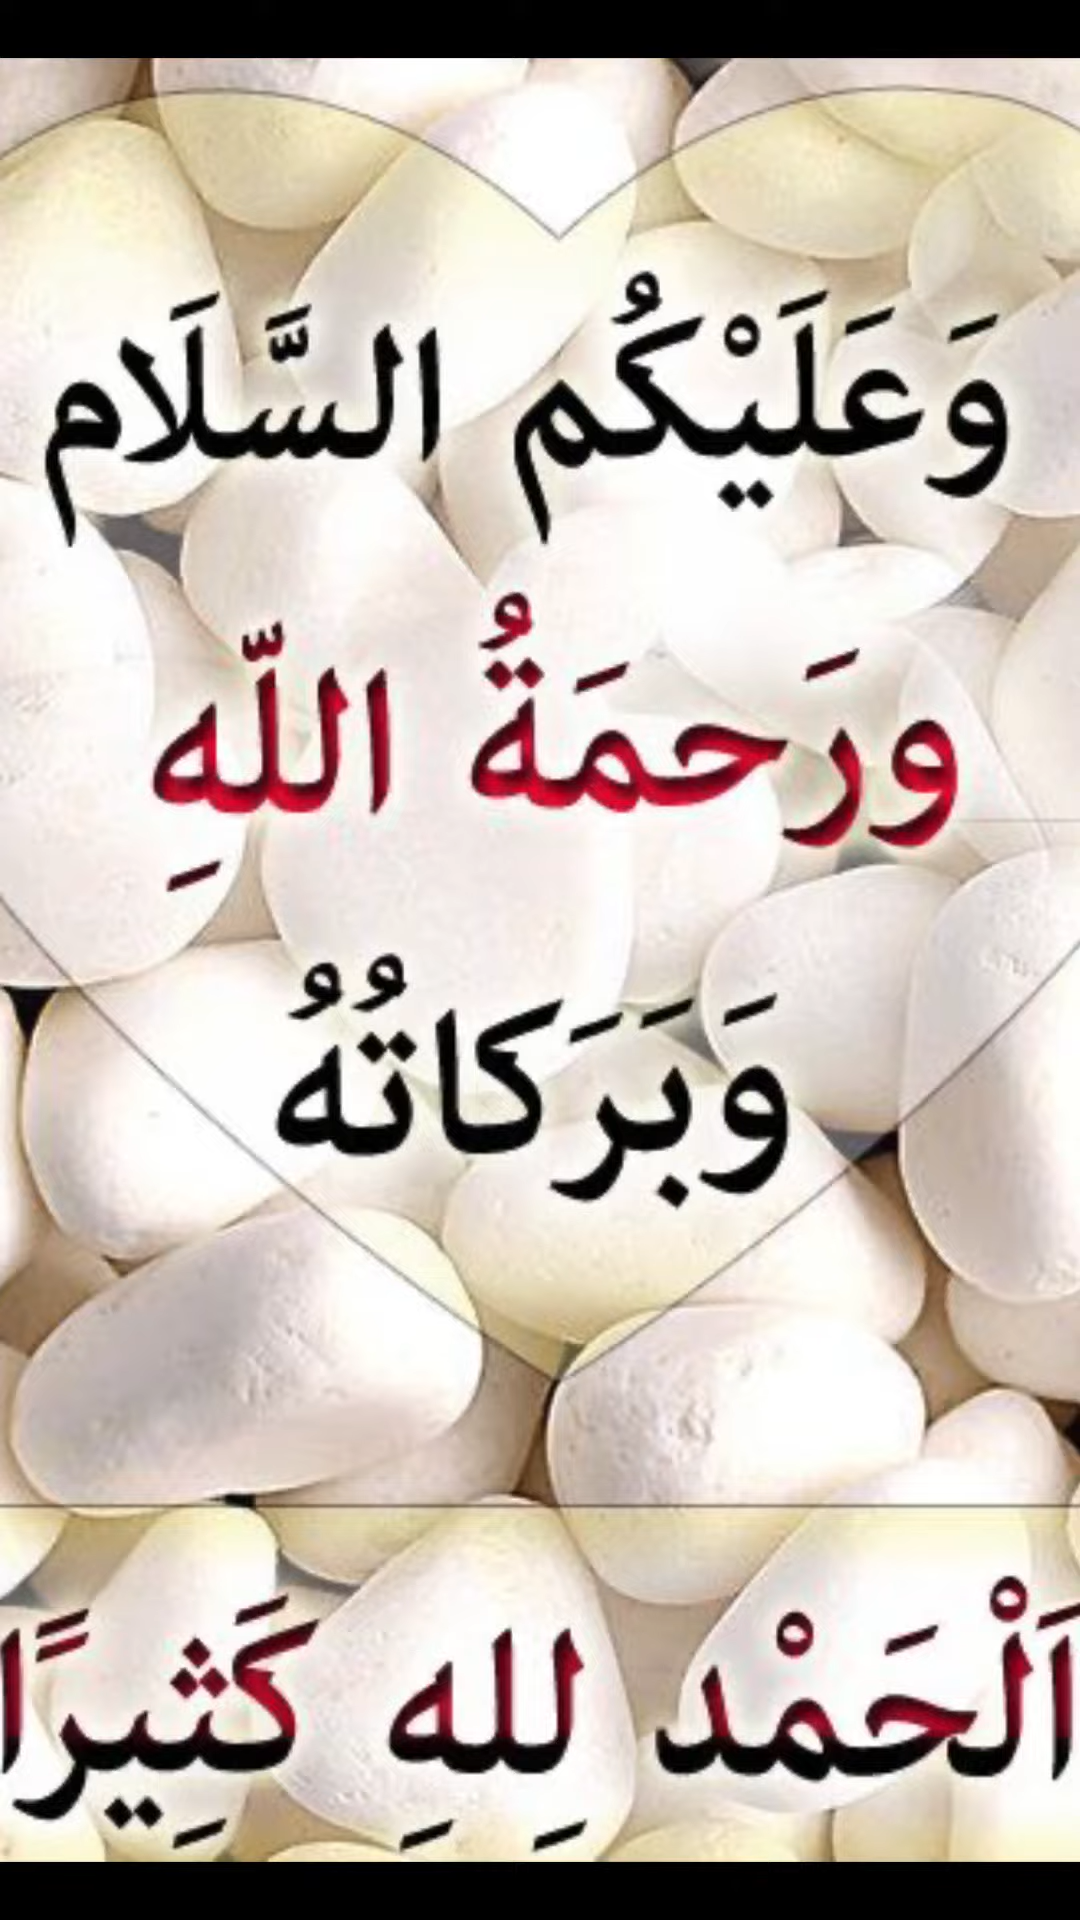 وَعَلَيْكُم السَّلَام
ورَحمَةُ اللّهِ
وَبَرَكاتُهُ
اَلْحَمْد لِلهِ كَثِيرًا